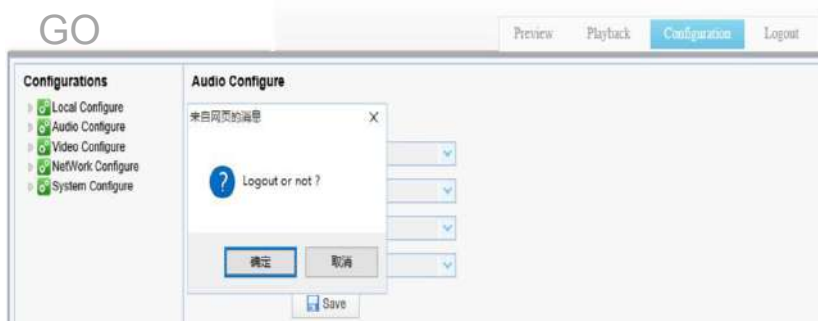 GO
Preview Playback Configuration Logout
Configurations
Local Configure
Audio Configure
Video Configure
NetWork Configure
System Configure
Audio Configure
来自网页的消息 X
Logout or not ?
确定 取消
Save